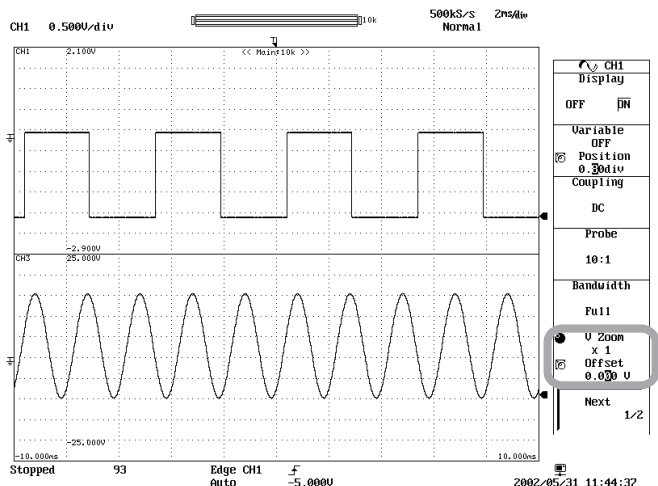 CH1 0.500V/div
10k
500kS/s 2ms/div
Normal
CH1 2.100V
<< Main:10k >>
-2.900V
CH3 25.000V
-25.000V
-10.000ms
10.000ms
Stopped 93
Edge CH1
Auto -5.000V
2002/05/31 11:44:37
CH1
Display
OFF ON
Variable
OFF
Position
0.30div
Coupling
DC
Probe
10:1
Bandwidth
Full
V Zoom
x 1
Offset
0.000 V
Next
1/2